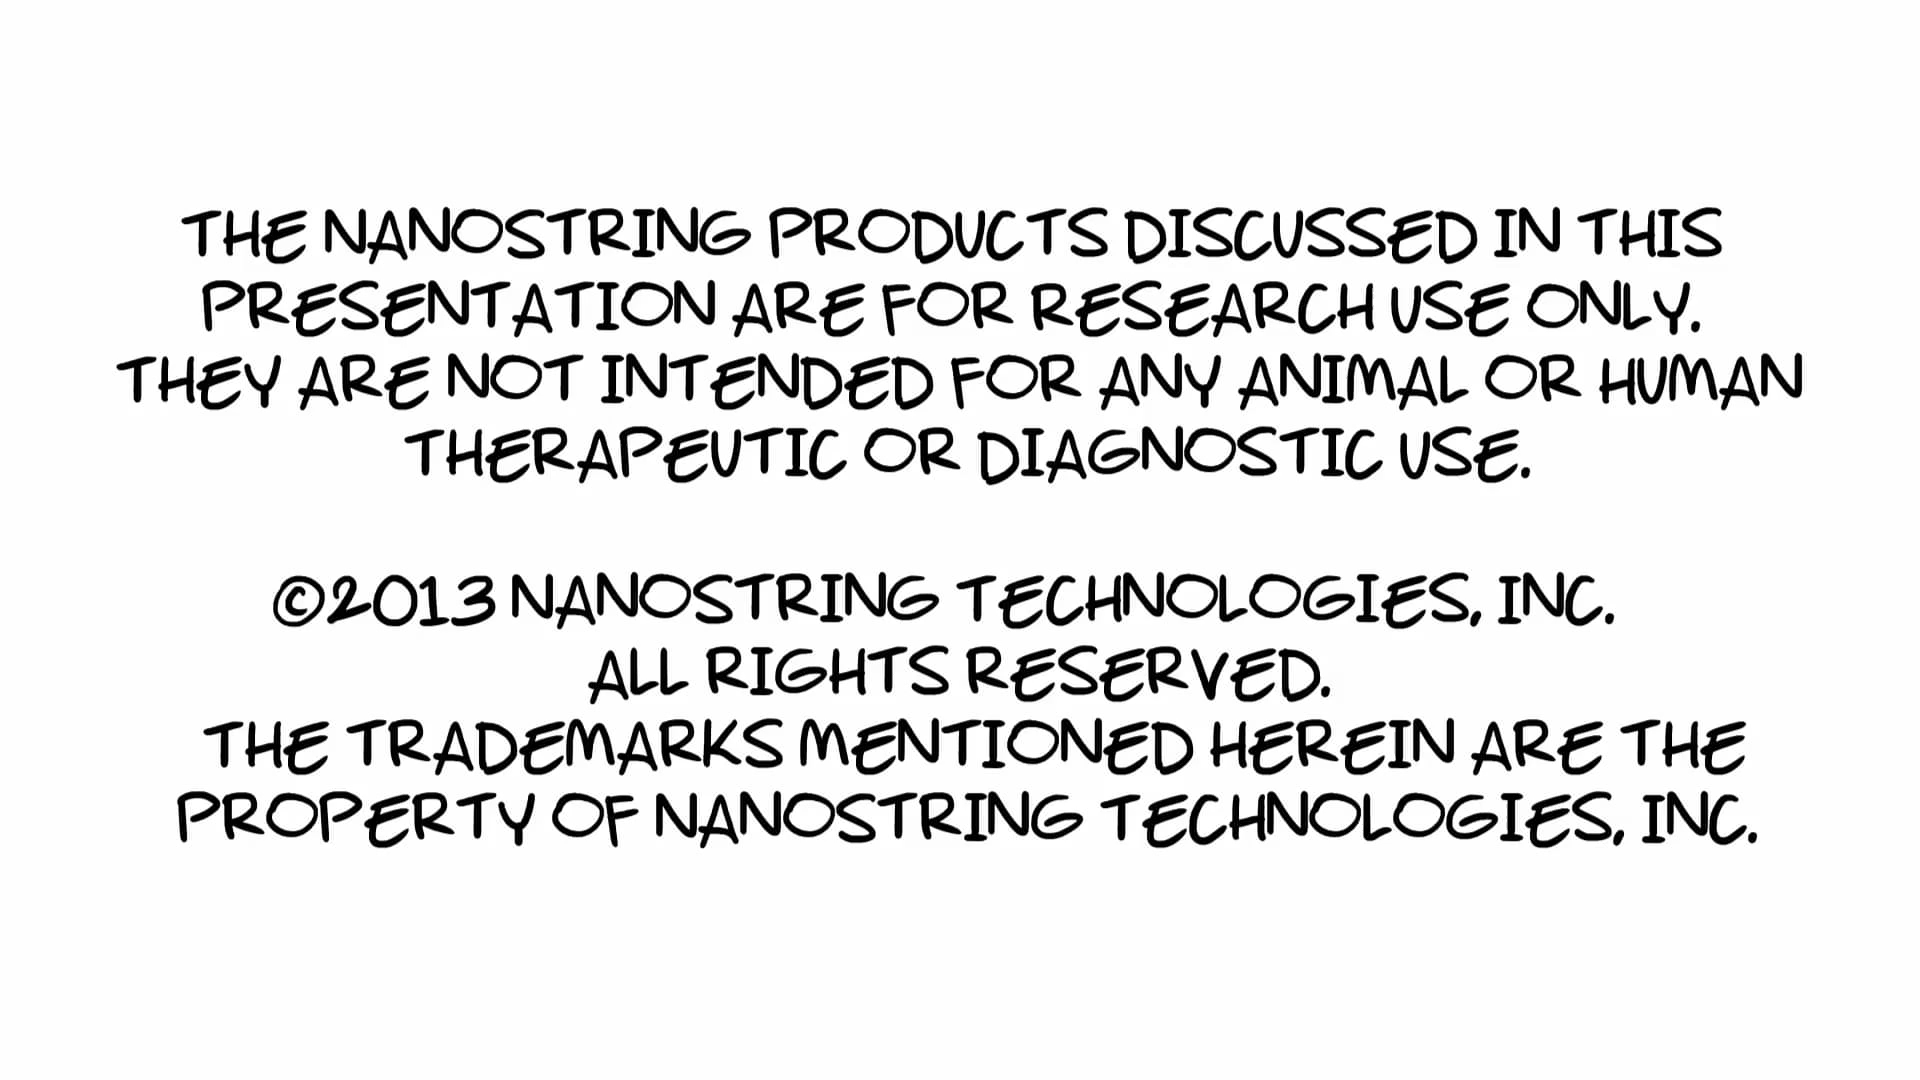 THE NANOSTRING PRODUCTS DISCUSSED IN THIS
PRESENTATION ARE FOR RESEARCH USE ONLY.
THEY ARE NOT INTENDED FOR ANY ANIMAL OR HUMAN
THERAPEUTIC OR DIAGNOSTIC USE.
©2013 NANOSTRING TECHNOLOGIES, INC.
ALL RIGHTS RESERVED.
THE TRADEMARKS MENTIONED HEREIN ARE THE
PROPERTY OF NANOSTRING TECHNOLOGIES, INC.